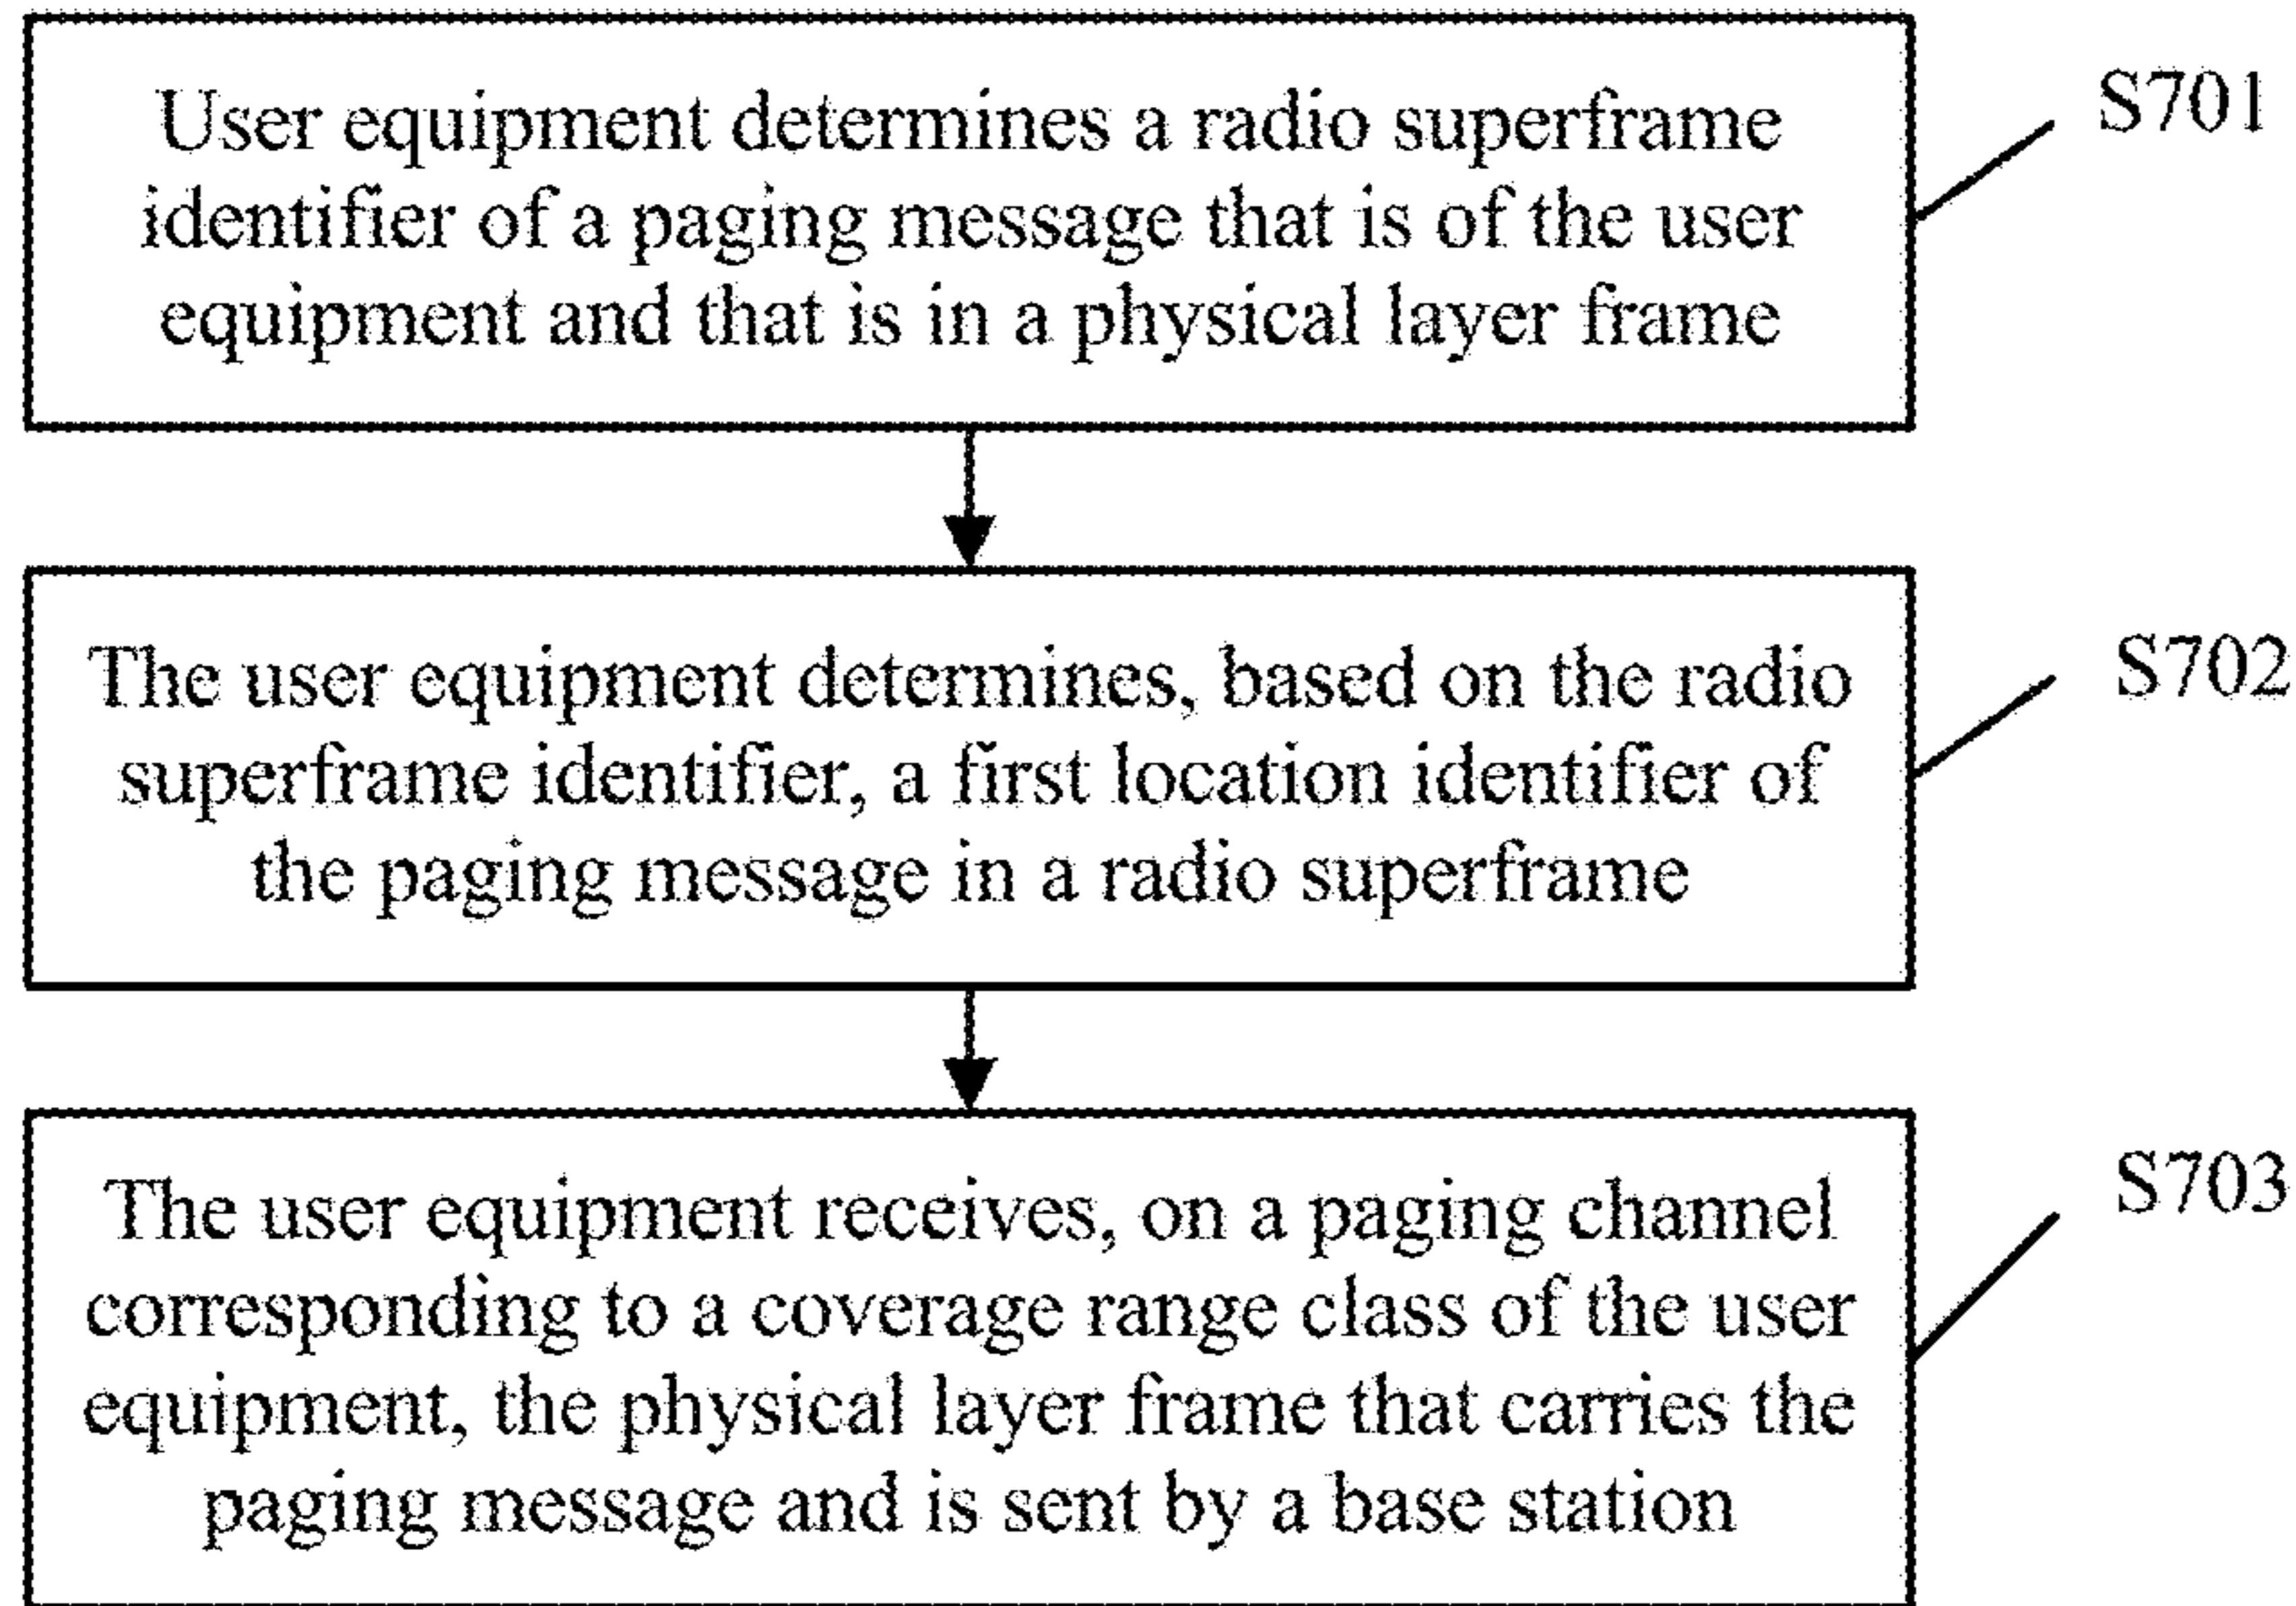 User equipment determines a radio superframe
identifier of a paging message that is of the user
equipment and that is in a physical layer frame
S701
The user equipment determines, based on the radio
superframe identifier, a first location identifier of
the paging message in a radio superframe
S702
The user equipment receives, on a paging channel
corresponding to a coverage range class of the user
equipment, the physical layer frame that carries the
paging message and is sent by a base station
S703